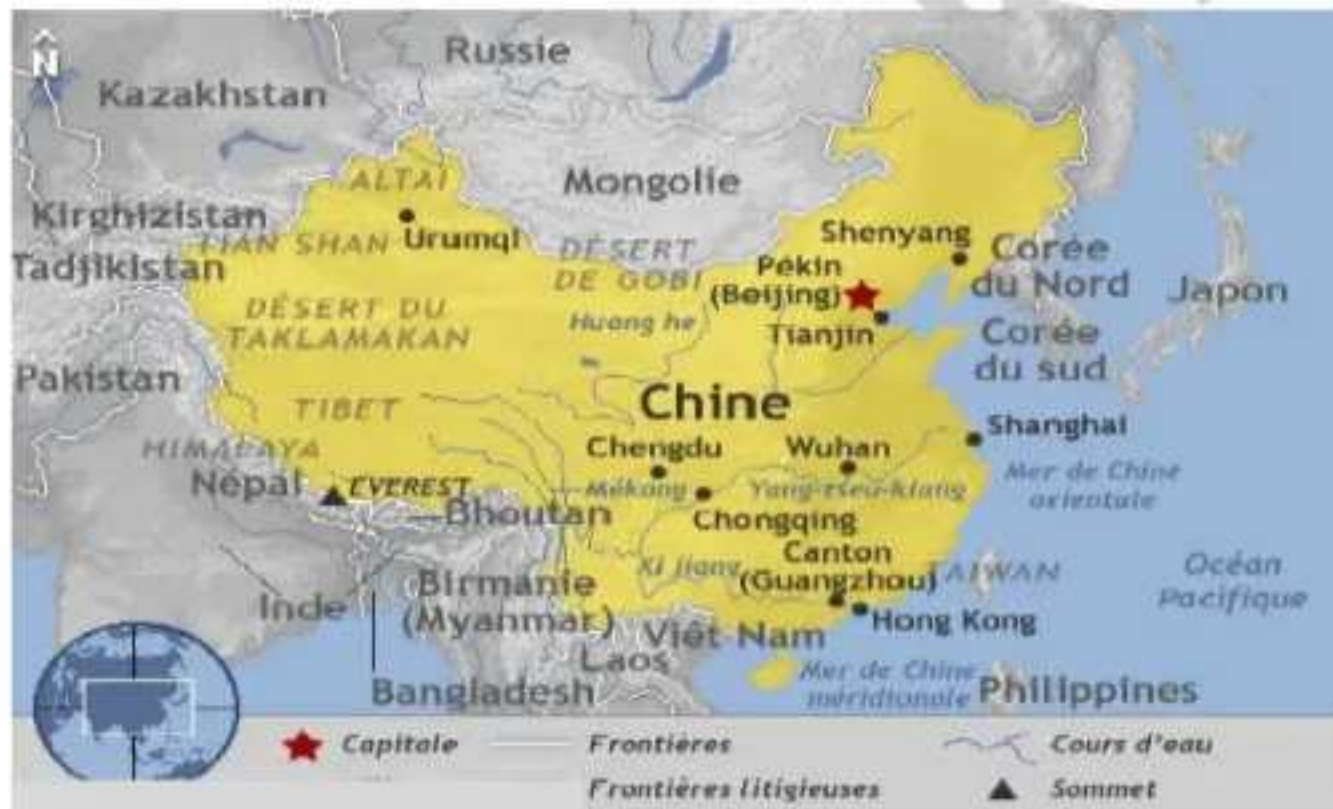 N
Russie
Kazakhstan
ALTAI
Mongolie
Kirghizistan
TIAN SHAN
Urumqi
Tadjikistan
DÉSERT
DE GOBI
Shenyang
Pékin
(Beijing)
Corée
du Nord
Japon
DÉSERT DU
TAKLAMAKAN
Huang he
Tianjin
Corée
du sud
Pakistan
TIBET
Chine
Shanghai
HIMALAYA
Chengdu
Wuhan
Mer de Chine
orientale
Népal
EVEREST
Mékong
Yang-tseu-kiang
Bhoutan
Chongqing
Canton
(Guangzhou)
Xi jiang
TAIWAN
Océan
Pacifique
Inde
Birmanie
(Myanmar)
Hong Kong
Viêt Nam
Laos
Bangladesh
Mer de Chine
méridionale
Philippines
Capitale
Frontières
Cours d'eau
Frontières litigieuses
Sommet